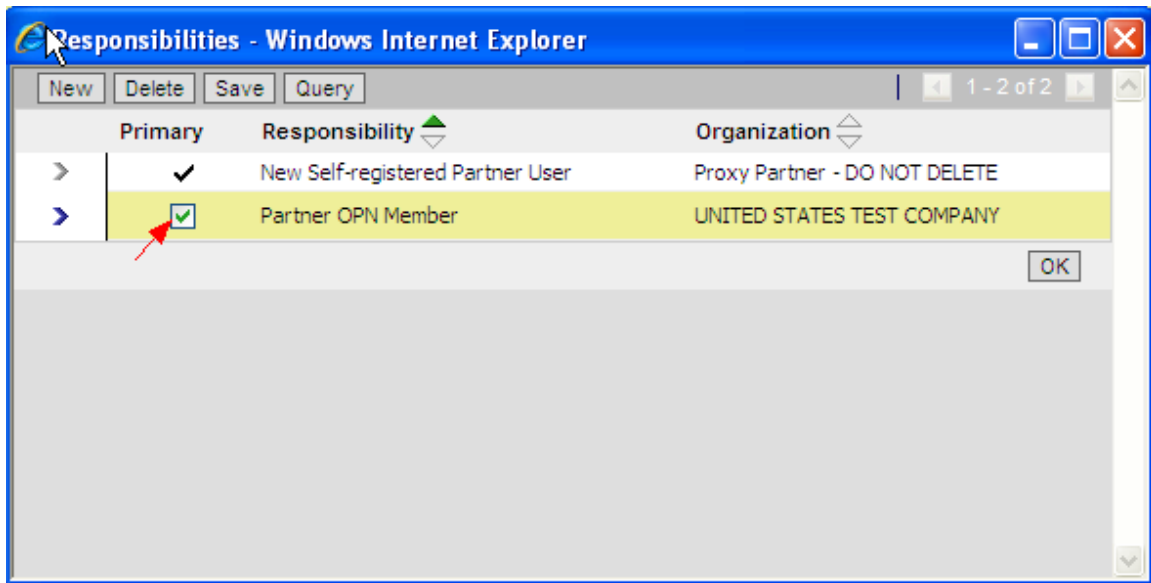 Responsibilities - Windows Internet Explorer
New Delete Save Query 1 - 2 of 2
Primary Responsibility Organization
New Self-registered Partner User Proxy Partner - DO NOT DELETE
Partner OPN Member UNITED STATES TEST COMPANY
OK